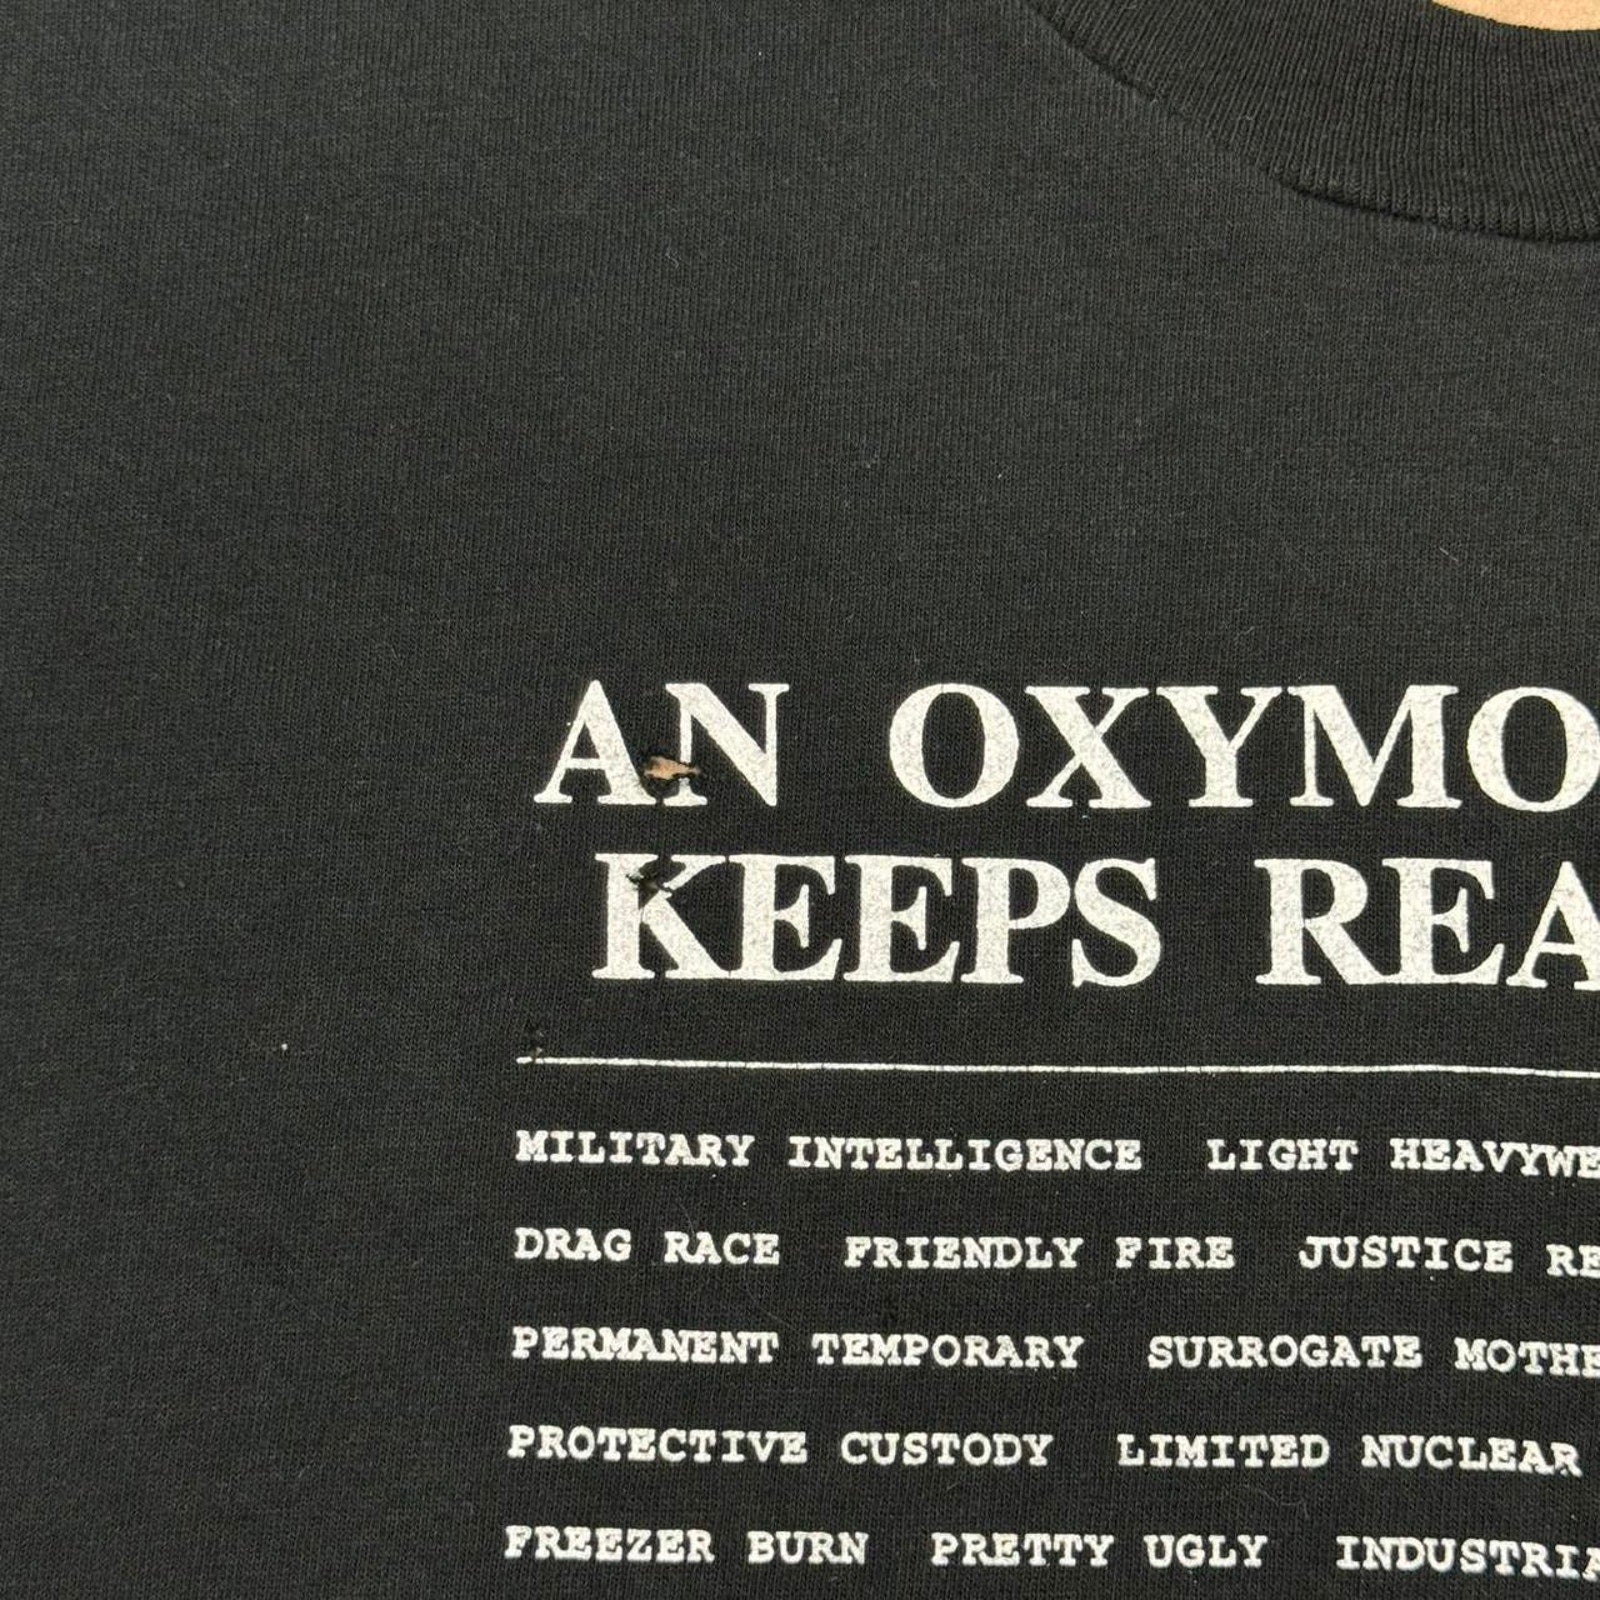 AN OXYMO
KEEPS REA
MILITARY INTELLIGENCE LIGHT HEAVYWE
DRAG RACE FRIENDLY FIRE JUSTICE RE
PERMANENT TEMPORARY SURROGATE MOTHE
PROTECTIVE CUSTODY LIMITED NUCLEAR
FREEZER BURN PRETTY UGLY INDUSTRIA